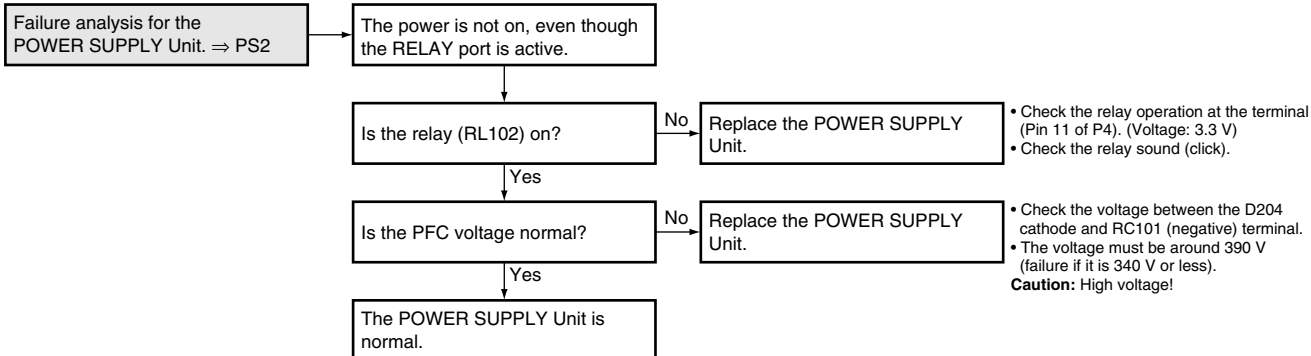 Failure analysis for the
POWER SUPPLY Unit. ⇒ PS2
The power is not on, even though
the RELAY port is active.
Is the relay (RL102) on?
No
Replace the POWER SUPPLY
Unit.
• Check the relay operation at the terminal
(Pin 11 of P4). (Voltage: 3.3 V)
• Check the relay sound (click).
Yes
Is the PFC voltage normal?
No
Replace the POWER SUPPLY
Unit.
• Check the voltage between the D204
cathode and RC101 (negative) terminal.
• The voltage must be around 390 V
(failure if it is 340 V or less).
Caution: High voltage!
Yes
The POWER SUPPLY Unit is
normal.